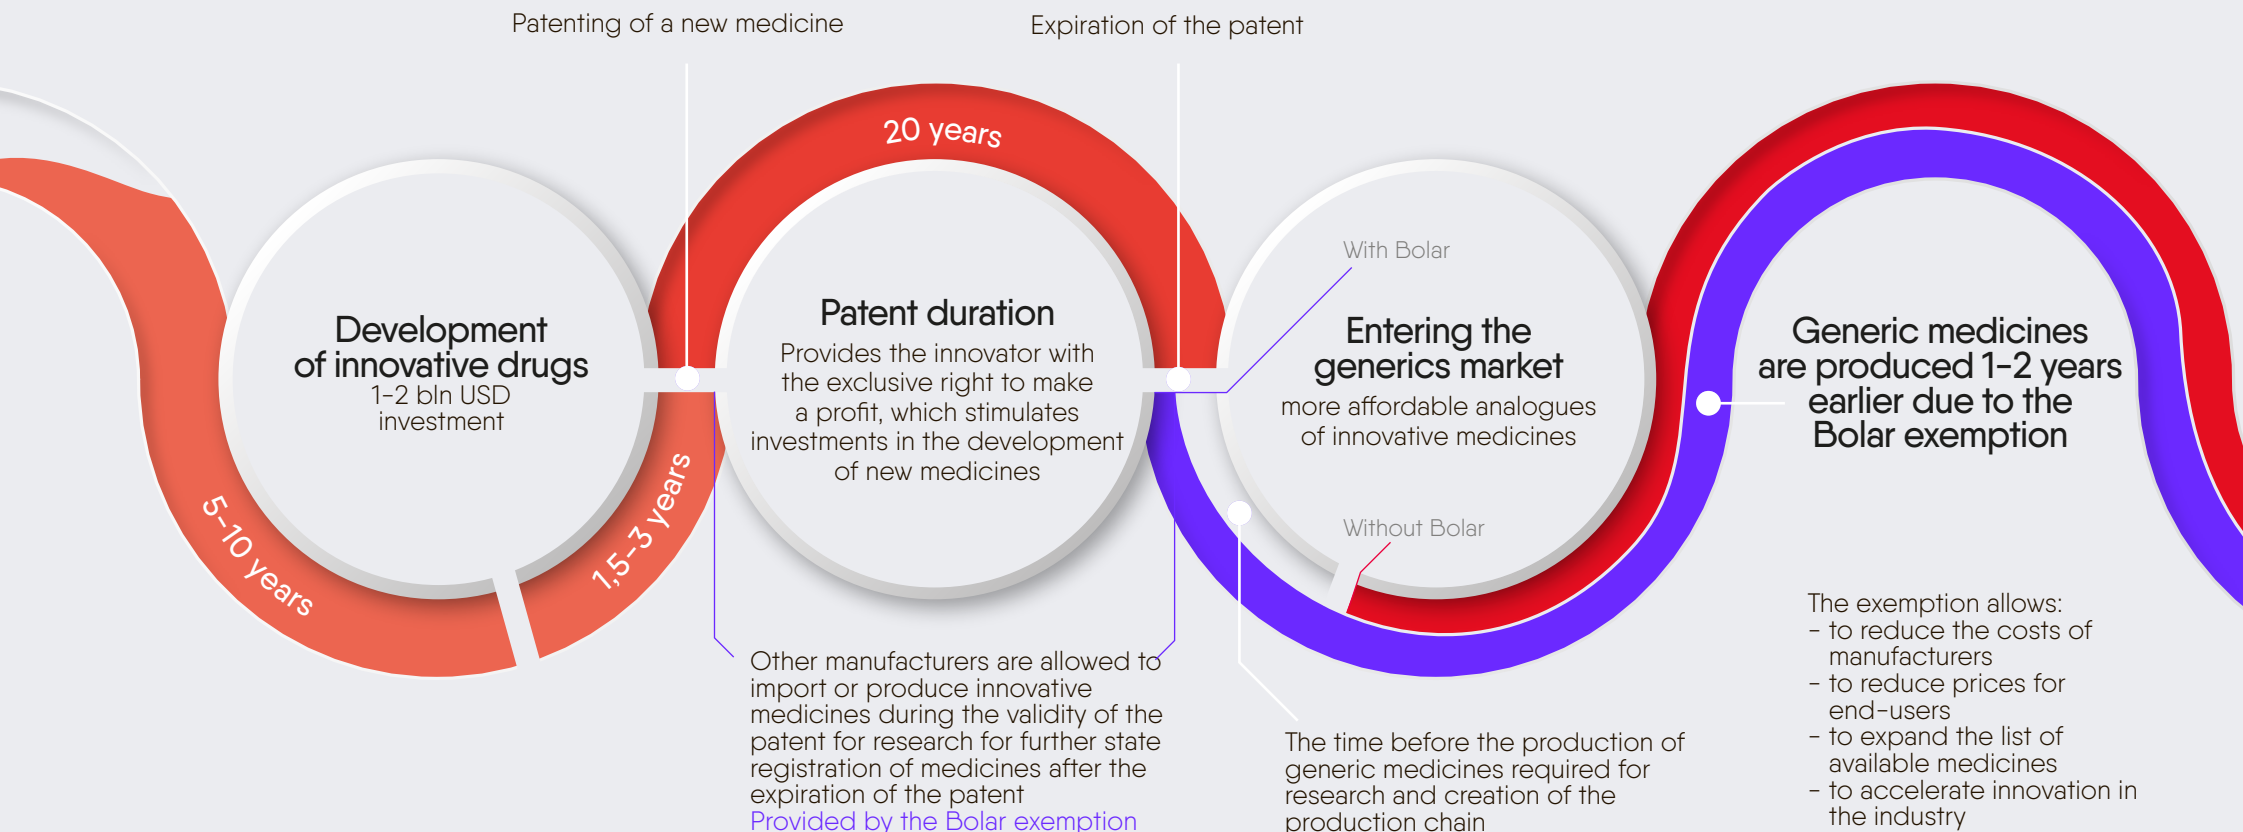 Patenting of a new medicine
Expiration of the patent
20 years
Development
of innovative drugs
1-2 bln USD
investment
5-10 years
1,5-3 years
Patent duration
Provides the innovator with
the exclusive right to make
a profit, which stimulates
investments in the development
of new medicines
With Bolar
Entering the
generics market
more affordable analogues
of innovative medicines
Without Bolar
Generic medicines
are produced 1-2 years
earlier due to the
Bolar exemption
Other manufacturers are allowed to
import or produce innovative
medicines during the validity of the
patent for research for further state
registration of medicines after the
expiration of the patent
Provided by the Bolar exemption
The time before the production of
generic medicines required for
research and creation of the
production chain
The exemption allows:
- to reduce the costs of
manufacturers
- to reduce prices for
end-users
- to expand the list of
available medicines
- to accelerate innovation in
the industry